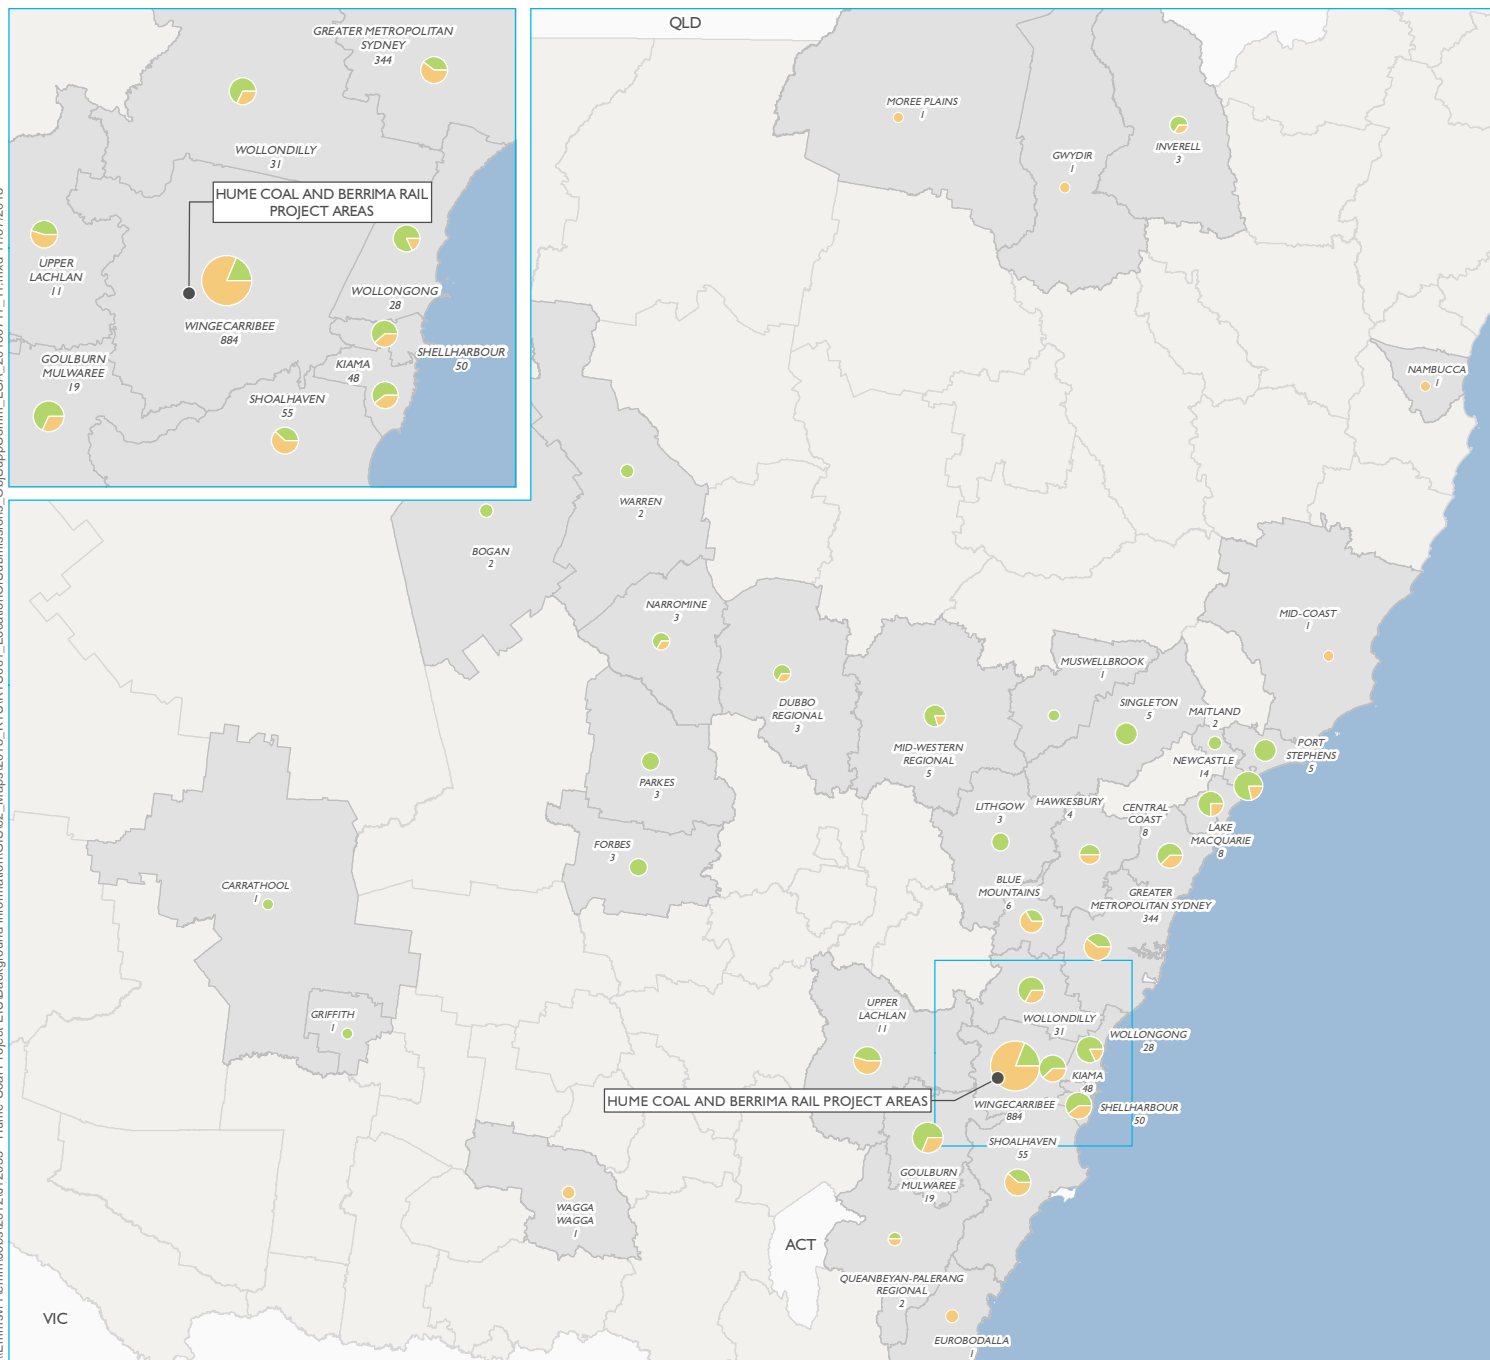 GREATER METROPOLITAN
SYDNEY
344
WOLLONDILLY
31
HUME COAL AND BERRIMA RAIL
PROJECT AREAS
UPPER
LACHLAN
11
WOLLONGONG
28
WINGECARRIBEE
884
GOULBURN
MULWAREE
19
KIAMA
48
SHELLHARBOUR
50
SHOALHAVEN
55
QLD
MOREE PLAINS
1
GWYDIR
1
INVERELL
3
NAMBUCCA
1
WARREN
2
BOGAN
2
NARROMINE
3
MID-COAST
1
DUBBO
REGIONAL
3
MUSWELLBROOK
1
SINGLETON
5
MAITLAND
2
MID-WESTERN
REGIONAL
5
NEWCASTLE
14
PORT
STEPHENS
5
PARKES
3
LITHGOW
3
HAWKESBURY
4
CENTRAL
COAST
8
LAKE
MACQUARIE
8
FORBES
3
CARRATHOOL
1
BLUE
MOUNTAINS
6
GREATER
METROPOLITAN SYDNEY
344
GRIFFITH
1
UPPER
LACHLAN
11
WOLLONDILLY
31
WOLLONGONG
28
KIAMA
48
HUME COAL AND BERRIMA RAIL PROJECT AREAS
WINGECARRIBEE
884
SHELLHARBOUR
50
SHOALHAVEN
55
GOULBURN
MULWAREE
19
WAGGA
WAGGA
1
ACT
QUEANBEYAN-PALERANG
REGIONAL
2
VIC
EUROBODALLA
1